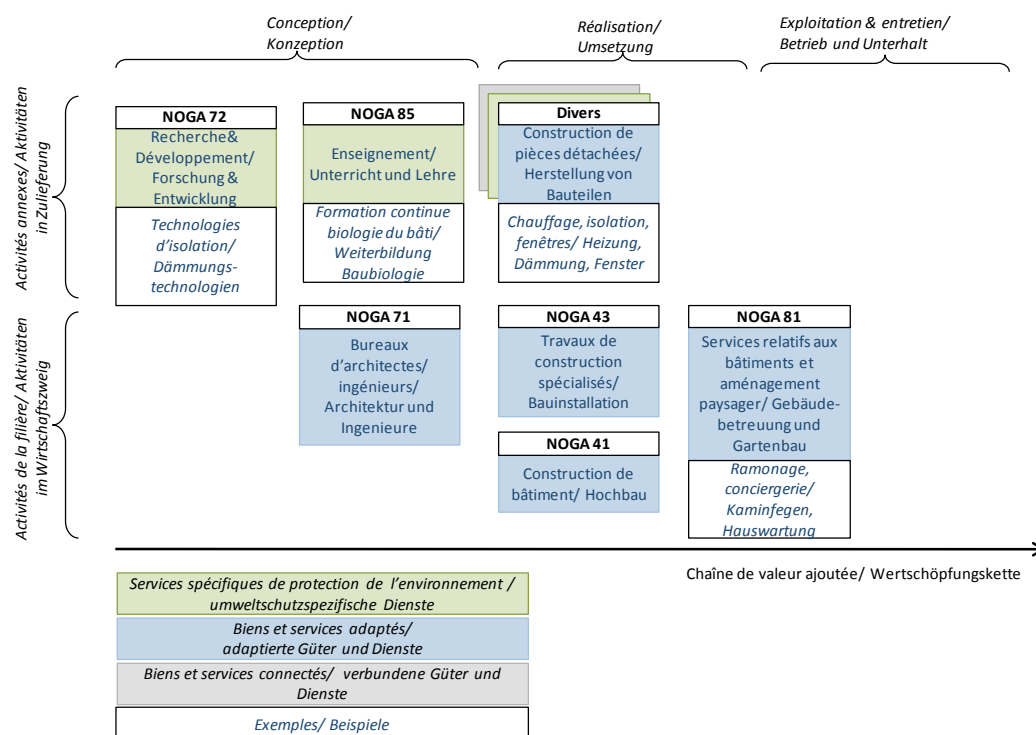 Conception/
Konzeption
Réalisation/
Umsetzung
Exploitation & entretien/
Betrieb und Unterhalt
Activités annexes/ Aktivitäten
in Zulieferung
NOGA 72
Recherche &
Développement/
Forschung &
Entwicklung
Technologies
d’isolation/
Dämmungs-
technologien
NOGA 85
Enseignement/
Unterricht und Lehre
Formation continue
biologie du bâti/
Weiterbildung
Baubiologie
Divers
Construction de
pièces détachées/
Herstellung von
Bauteilen
Chauffage, isolation,
fenêtres/ Heizung,
Dämmung, Fenster
Activités de la filière/ Aktivitäten
im Wirtschaftszweig
NOGA 71
Bureaux
d’architectes/
ingénieurs/
Architektur und
Ingenieure
NOGA 43
Travaux de
construction
spécialisés/
Bauinstallation
NOGA 41
Construction de
bâtiment/ Hochbau
NOGA 81
Services relatifs aux
bâtiments et
aménagement
paysager/ Gebäude-
betreuung und
Gartenbau
Ramonage,
conciergerie/
Kaminfegen,
Hauswartung
Chaîne de valeur ajoutée/ Wertschöpfungskette
Services spécifiques de protection de l’environnement /
umweltschutzspezifische Dienste
Biens et services adaptés/
adaptierte Güter und Dienste
Biens et services connectés/ verbundene Güter und
Dienste
Exemples/ Beispiele